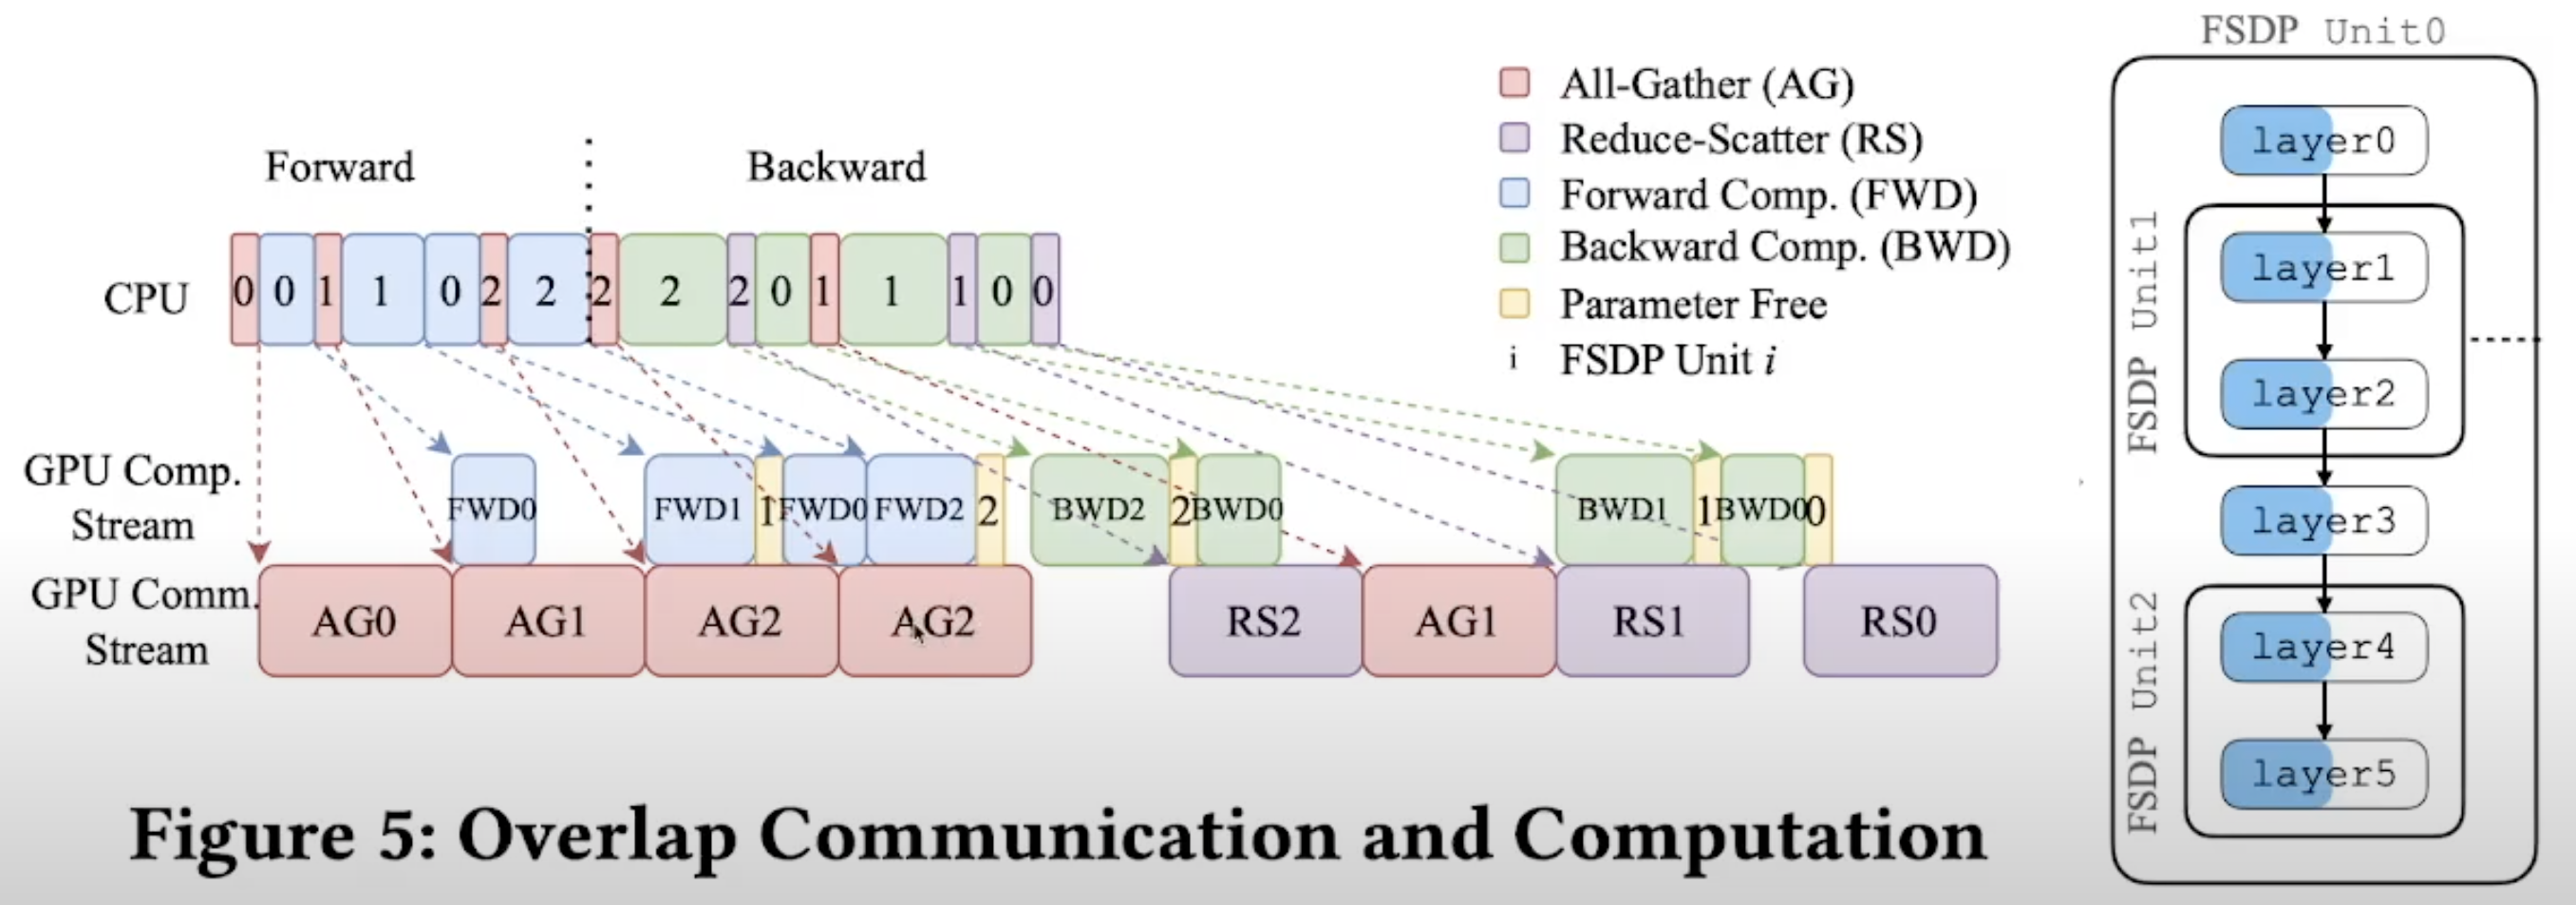 FSDP Unit0
All-Gather (AG)
Reduce-Scatter (RS)
Forward Comp. (FWD)
Backward Comp. (BWD)
Parameter Free
i FSDP Unit i
Forward Backward
CPU 0 0 1 1 0 2 2 2 2 2 0 1 1 1 0 0
GPU Comp.
Stream
FWD0 FWD1 1 FWD0 FWD2 2 BWD2 2 BWD0 BWD1 1 BWD0 0
GPU Comm.
Stream
AG0 AG1 AG2 AG2 RS2 AG1 RS1 RS0
Figure 5: Overlap Communication and Computation
layer0
FSDP Unit1
layer1
layer2
layer3
FSDP Unit2
layer4
layer5